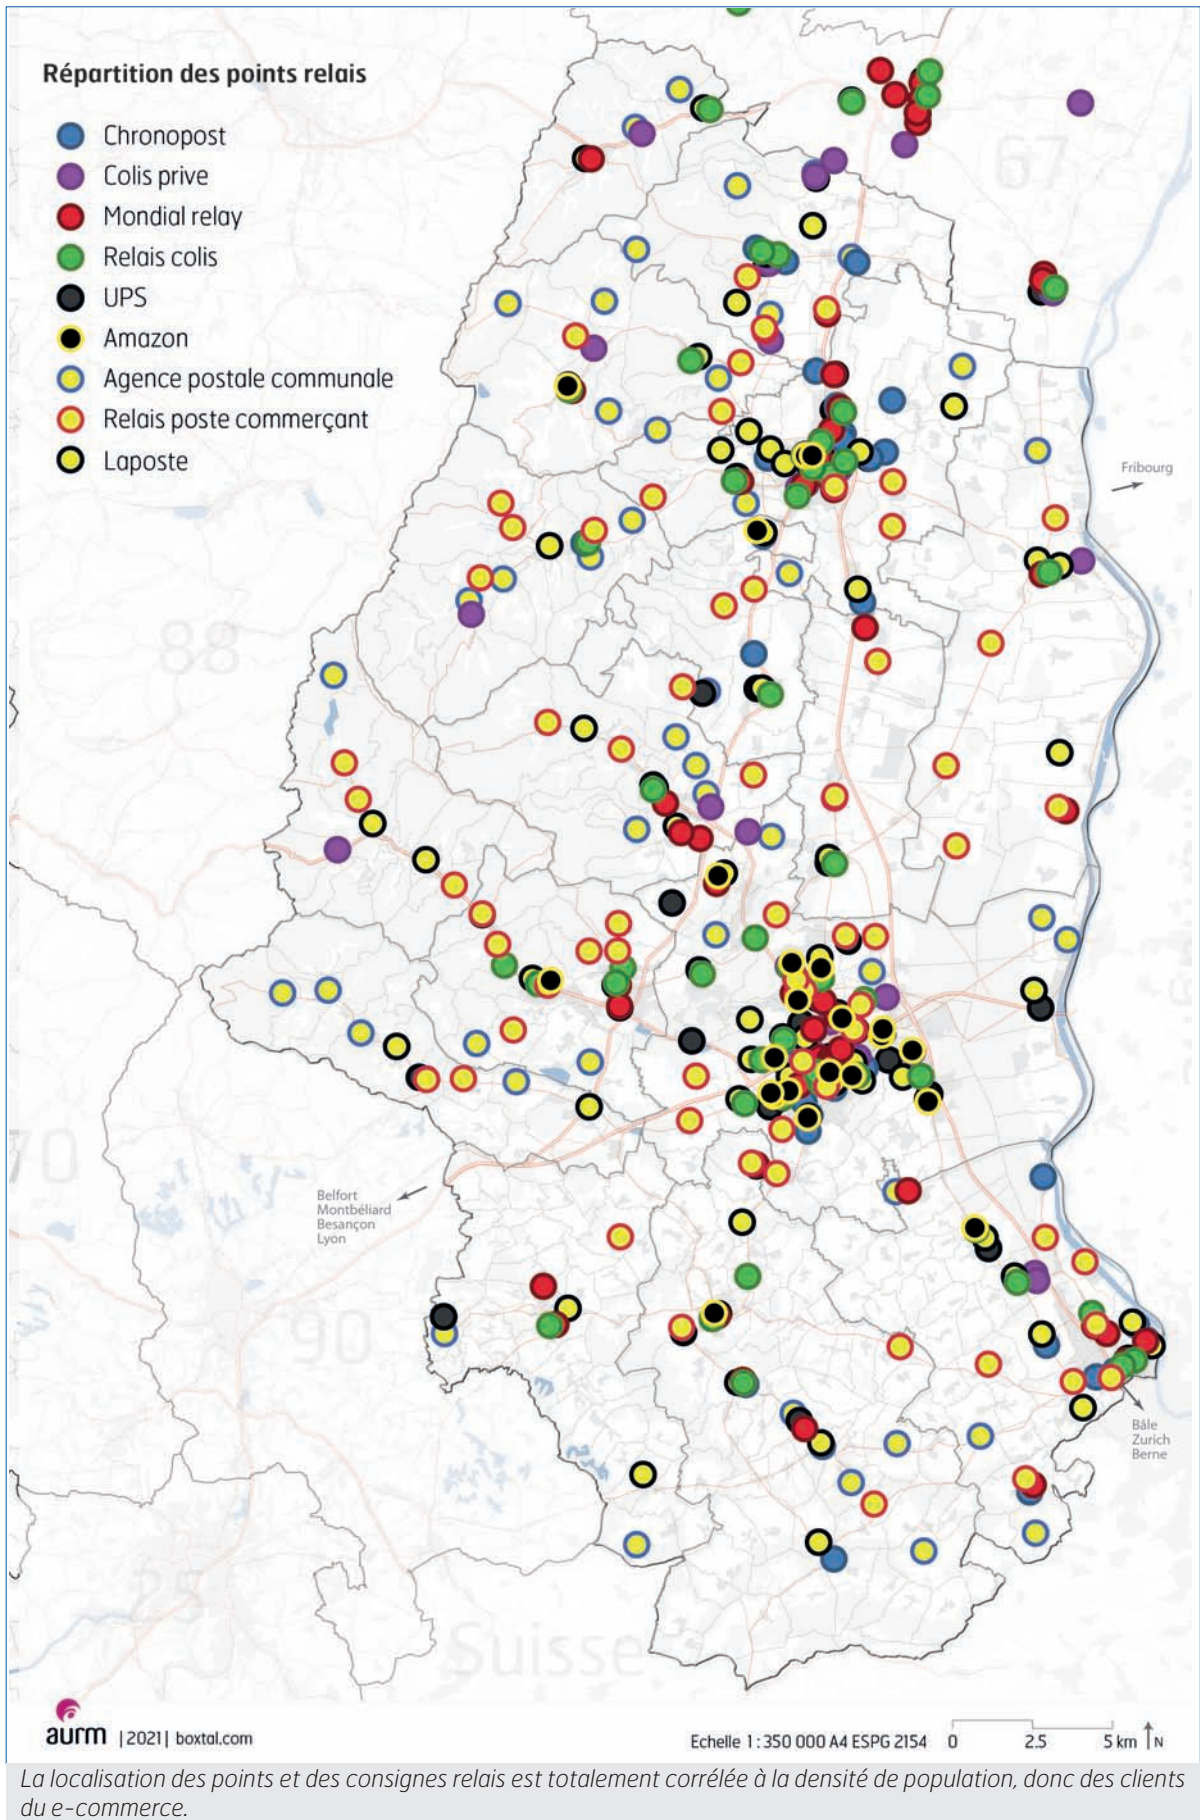 Répartition des points relais
Chronopost
Colis prive
Mondial relay
Relais colis
UPS
Amazon
Agence postale communale
Relais poste commerçant
Laposte
67
Fribourg
88
70
Belfort
Montbéliard
Besançon
Lyon
90
Bâle
Zurich
Berne
25
Suisse
aurm | 2021 | boxtal.com
Echelle 1 : 350 000 A4 ESPG 2154 0 2.5 5 km N
La localisation des points et des consignes relais est totalement corrélée à la densité de population, donc des clients
du e-commerce.